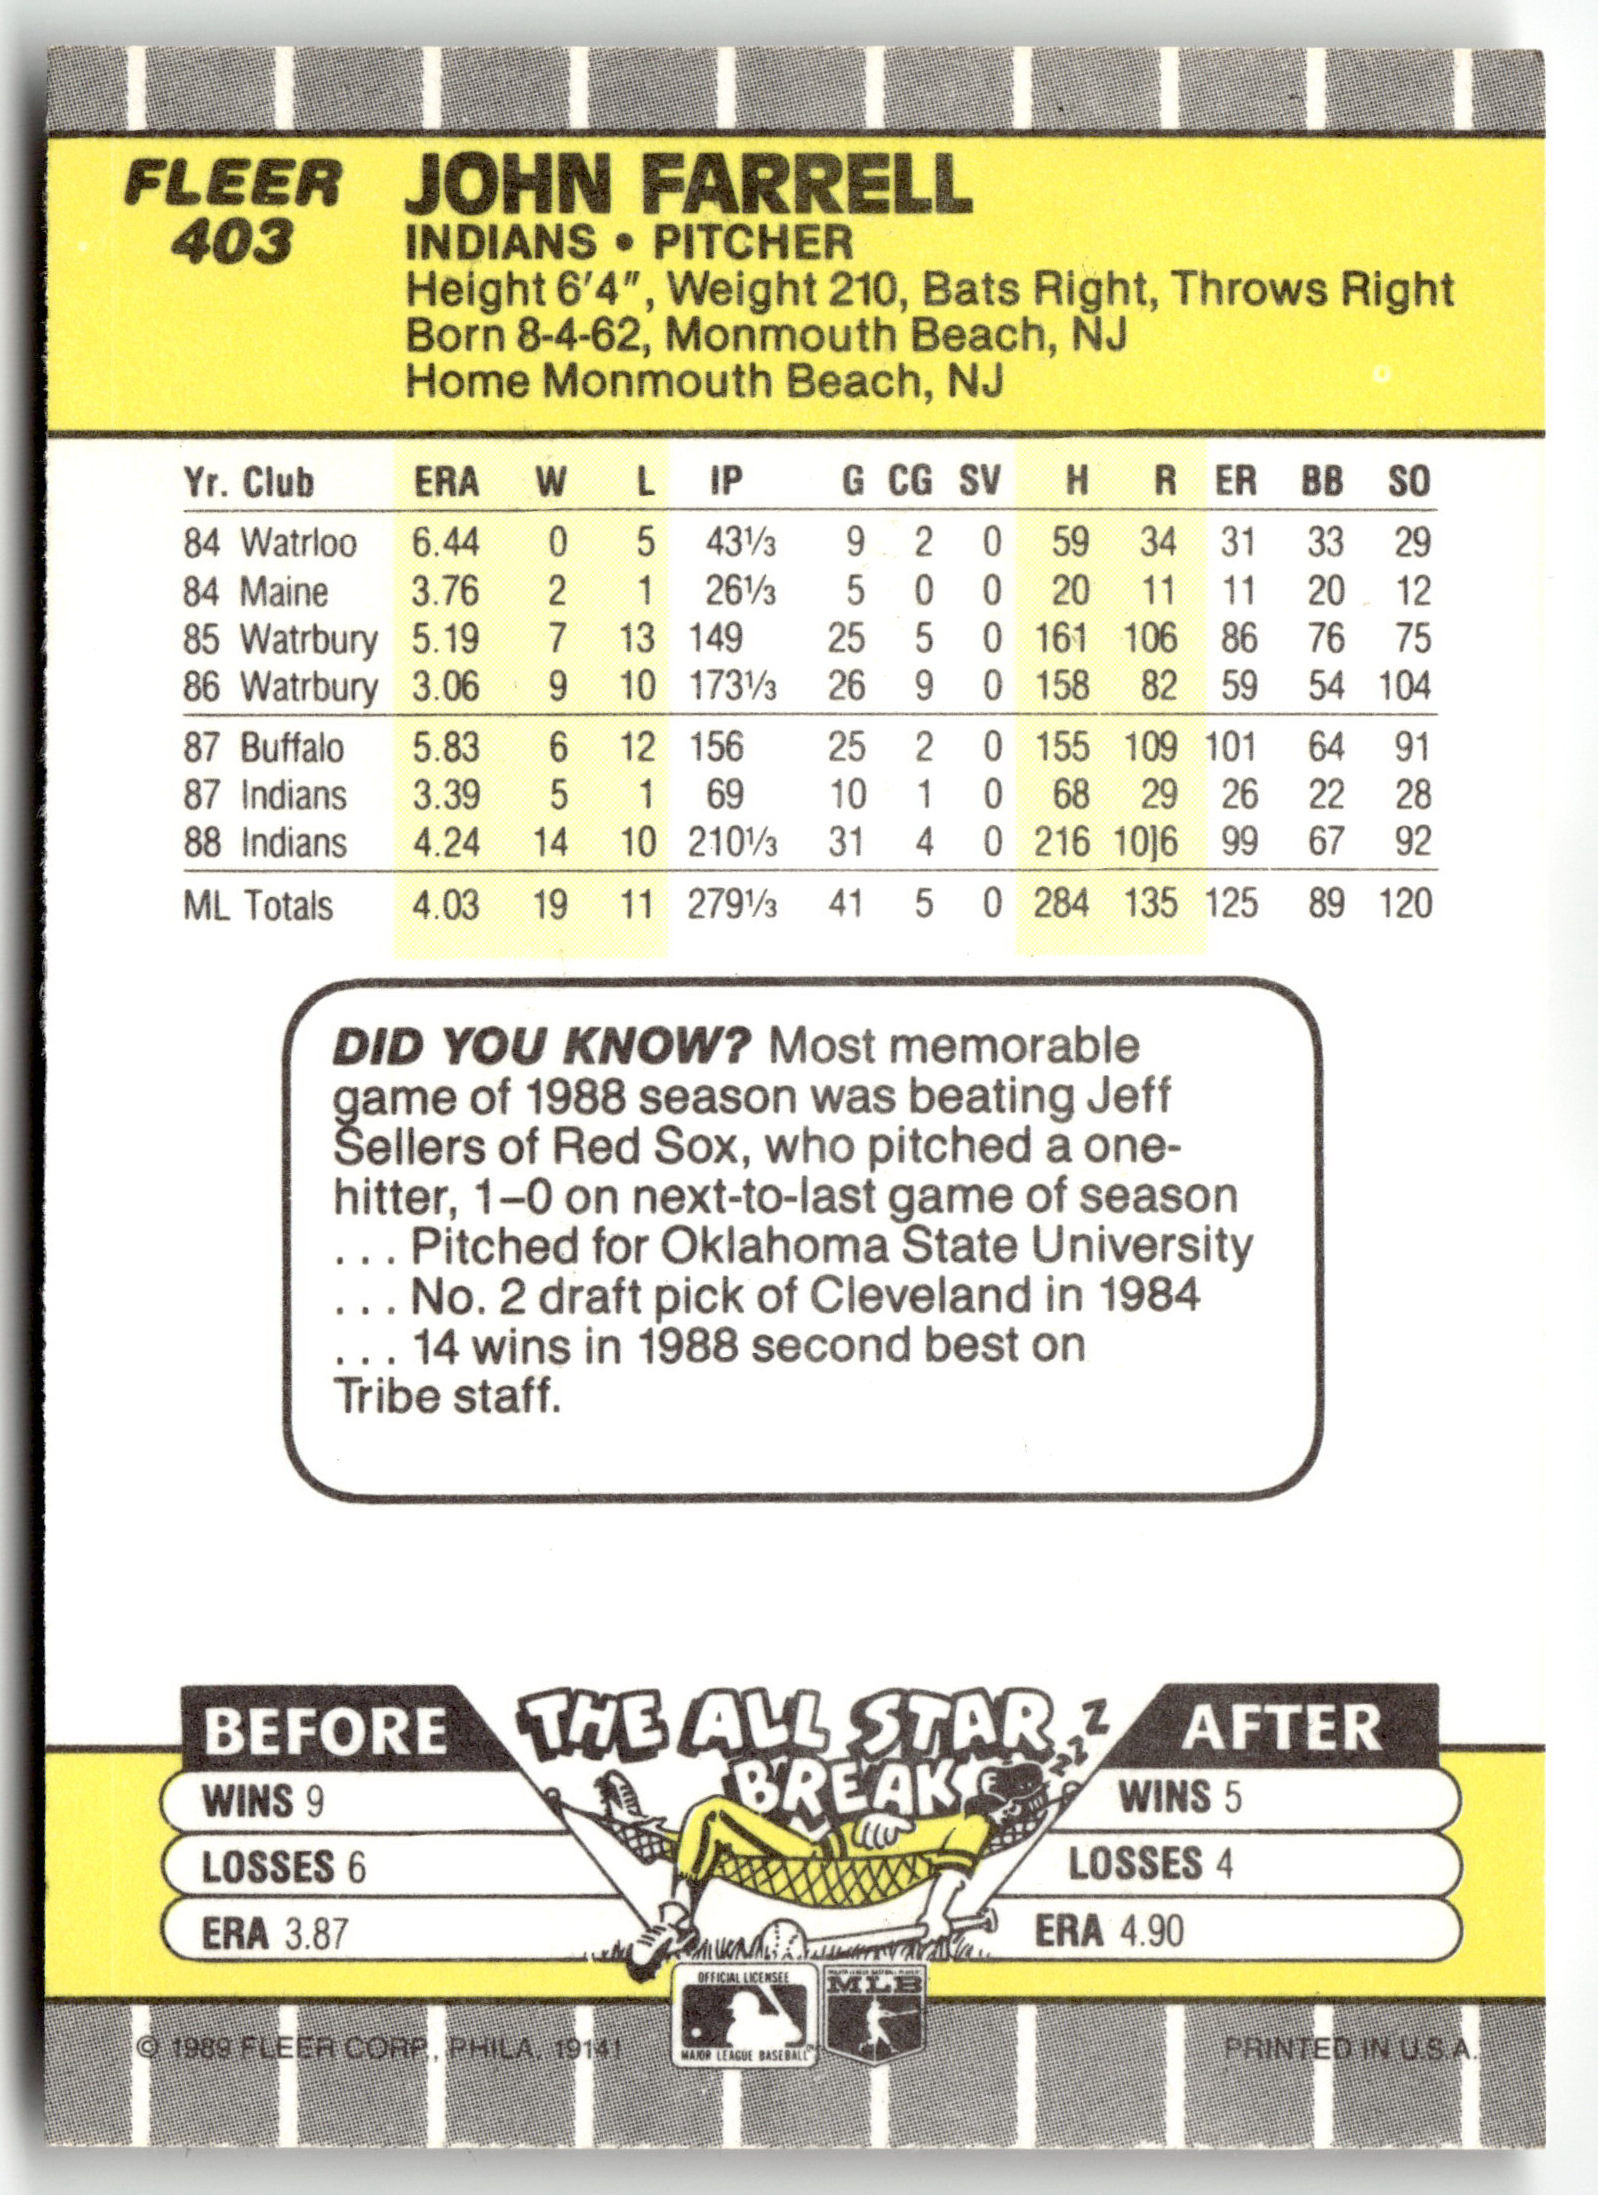 FLEER
403
JOHN FARRELL
INDIANS • PITCHER
Height 6'4", Weight 210, Bats Right, Throws Right
Born 8-4-62, Monmouth Beach, NJ
Home Monmouth Beach, NJ
Yr. Club ERA W L IP G CG SV H R ER BB SO
84 Watrloo 6.44 0 5 43⅓ 9 2 0 59 34 31 33 29
84 Maine 3.76 2 1 26⅓ 5 0 0 20 11 11 20 12
85 Watrbury 5.19 7 13 149 25 5 0 161 106 86 76 75
86 Watrbury 3.06 9 10 173⅓ 26 9 0 158 82 59 54 104
87 Buffalo 5.83 6 12 156 25 2 0 155 109 101 64 91
87 Indians 3.39 5 1 69 10 1 0 68 29 26 22 28
88 Indians 4.24 14 10 210⅓ 31 4 0 216 10]6 99 67 92
ML Totals 4.03 19 11 279⅓ 41 5 0 284 135 125 89 120
DID YOU KNOW? Most memorable
game of 1988 season was beating Jeff
Sellers of Red Sox, who pitched a one-
hitter, 1–0 on next-to-last game of season
. . . Pitched for Oklahoma State University
. . . No. 2 draft pick of Cleveland in 1984
. . . 14 wins in 1988 second best on
Tribe staff.
BEFORE
WINS 9
LOSSES 6
ERA 3.87
THE ALL STAR
BREAK
F
ZZZZ
AFTER
WINS 5
LOSSES 4
ERA 4.90
OFFICIAL LICENSEE
MAJOR LEAGUE BASEBALL
MAJOR LEAGUE BASEBALL PLAYERS
MLB
© 1989 FLEER CORP., PHILA. 19141
PRINTED IN U.S.A.